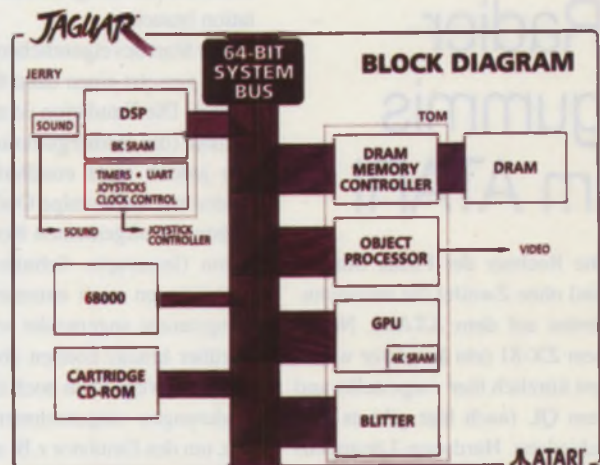 JAGUAR
64-BIT
SYSTEM
BUS
BLOCK DIAGRAM
JERRY
SOUND
DSP
8K SRAM
TIMERS + UART
JOYSTICKS
CLOCK CONTROL
SOUND
JOYSTICK
CONTROLLER
68000
CARTRIDGE
CD-ROM
TOM
DRAM
MEMORY
CONTROLLER
DRAM
OBJECT
PROCESSOR
VIDEO
GPU
4K SRAM
BLITTER
ATARI